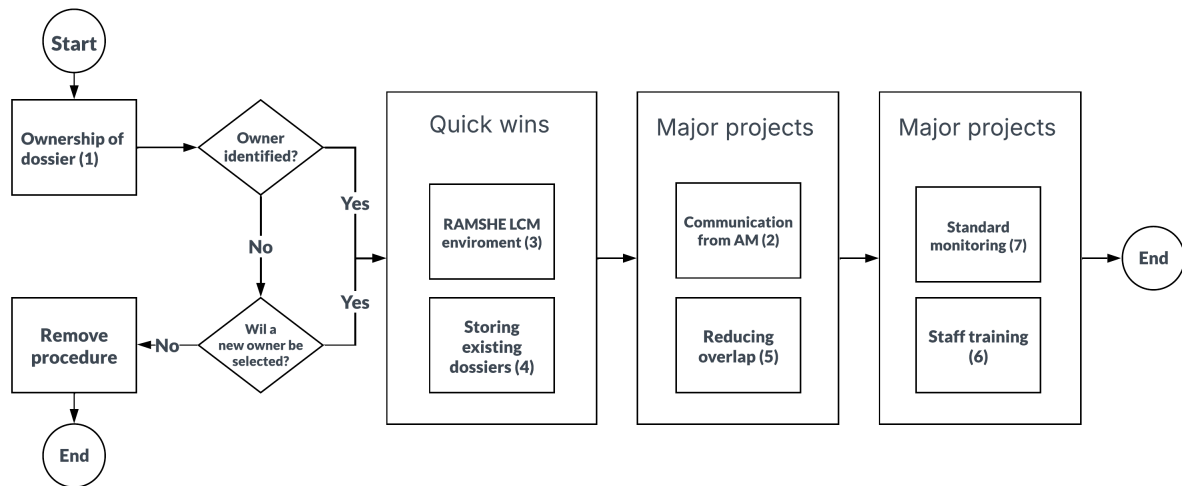 Start
Ownership of
dossier (1)
Owner
identified?
Yes
No
Wil a
new owner be
selected?
Yes
No
Remove
procedure
End
Quick wins
RAMSHE LCM
enviroment (3)
Storing
existing
dossiers (4)
Major projects
Communication
from AM (2)
Reducing
overlap (5)
Major projects
Standard
monitoring (7)
Staff training
(6)
End